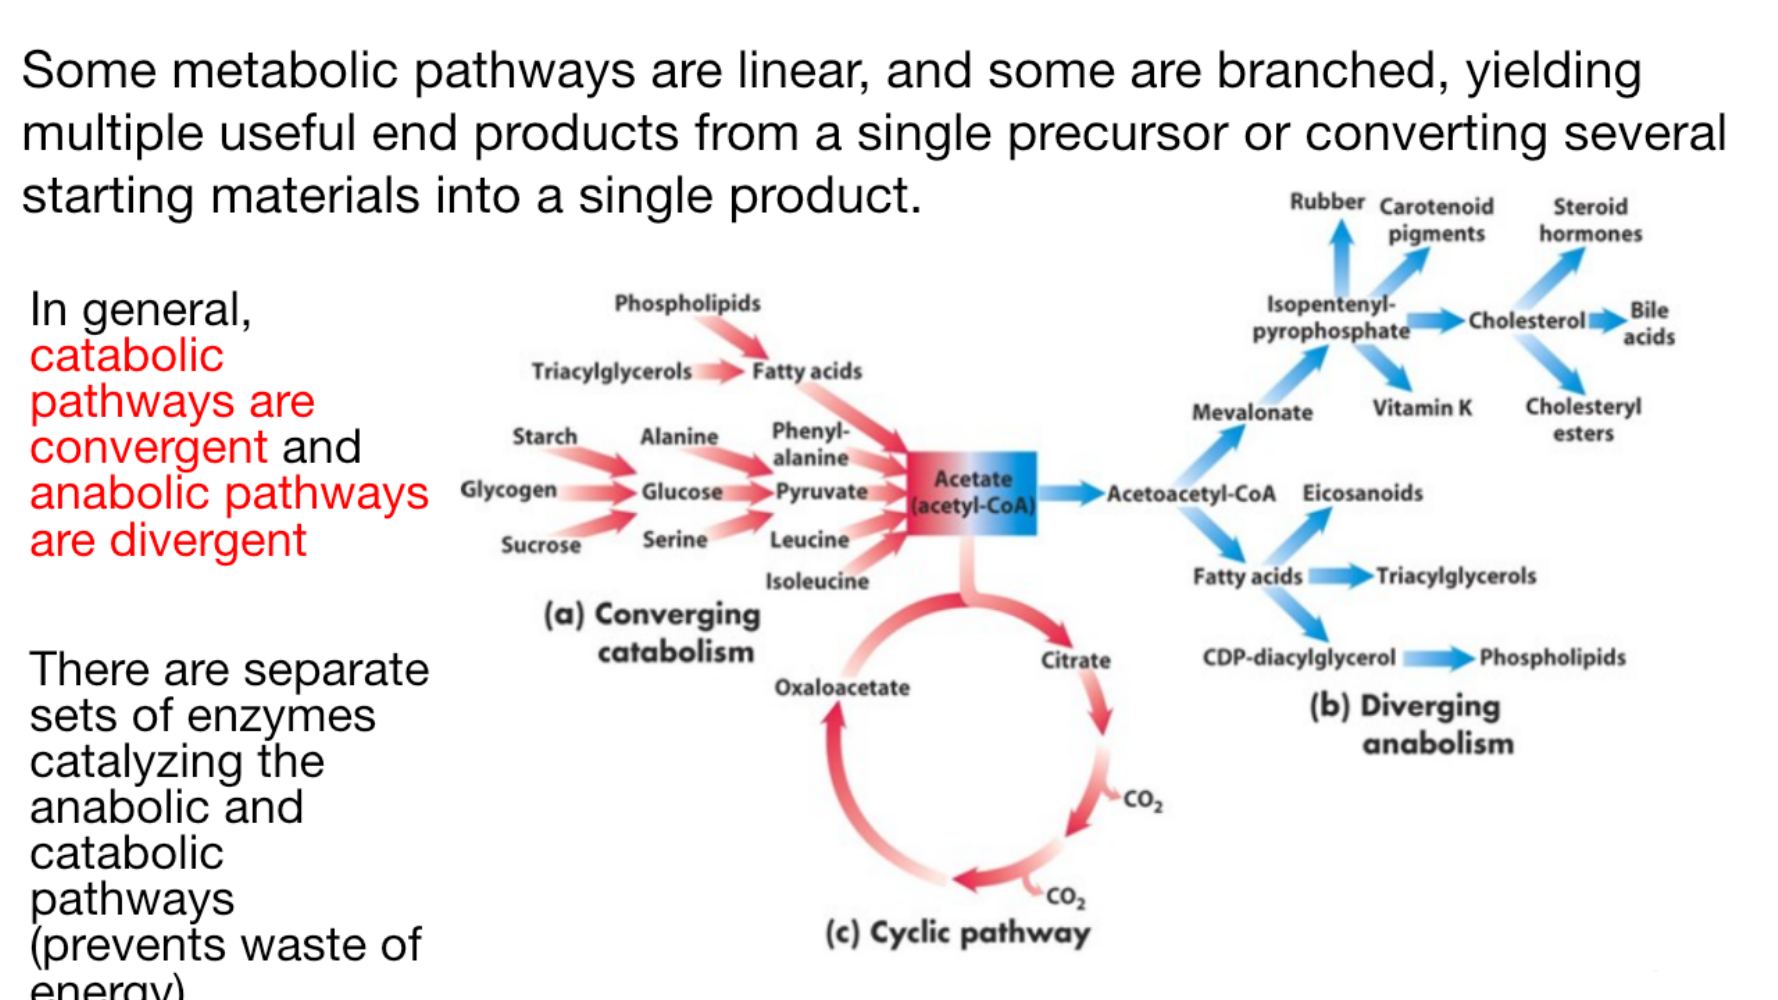 Some metabolic pathways are linear, and some are branched, yielding
multiple useful end products from a single precursor or converting several
starting materials into a single product.
In general,
catabolic
pathways are
convergent and
anabolic pathways
are divergent
There are separate
sets of enzymes
catalyzing the
anabolic and
catabolic
pathways
(prevents waste of
energy)
Phospholipids
Triacylglycerols
Fatty acids
Starch
Alanine
Phenyl-
alanine
Glycogen
Glucose
Pyruvate
Sucrose
Serine
Leucine
Isoleucine
(a) Converging
catabolism
Acetate
(acetyl-CoA)
Rubber
Carotenoid
pigments
Steroid
hormones
Isopentenyl-
pyrophosphate
Cholesterol
Bile
acids
Mevalonate
Vitamin K
Cholesteryl
esters
Acetoacetyl-CoA
Eicosanoids
Fatty acids
Triacylglycerols
CDP-diacylglycerol
Phospholipids
(b) Diverging
anabolism
Citrate
Oxaloacetate
CO₂
CO₂
(c) Cyclic pathway